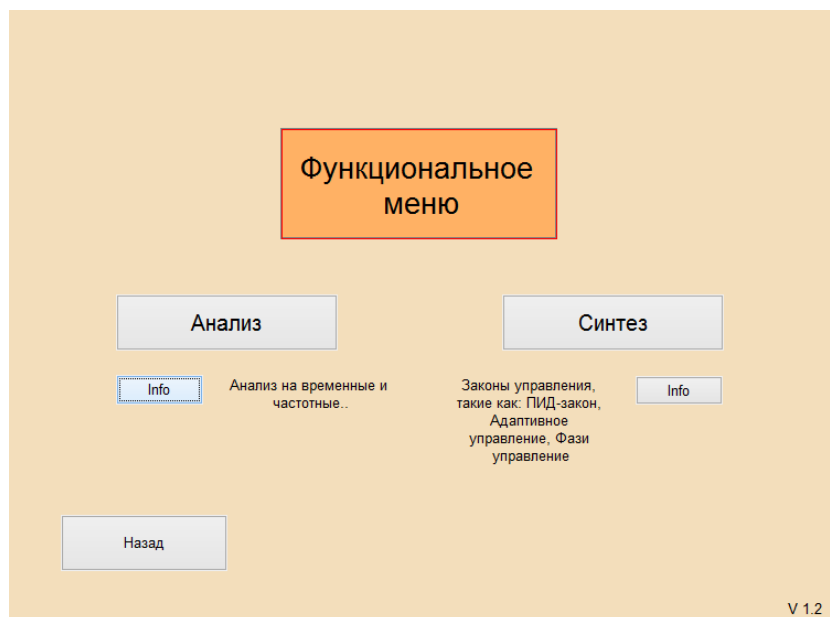 Функциональное
меню
Анализ
Синтез
Info
Анализ на временные и
частотные..
Законы управления,
такие как: ПИД-закон,
Адаптивное
управление, Фази
управление
Info
Назад
V 1.2